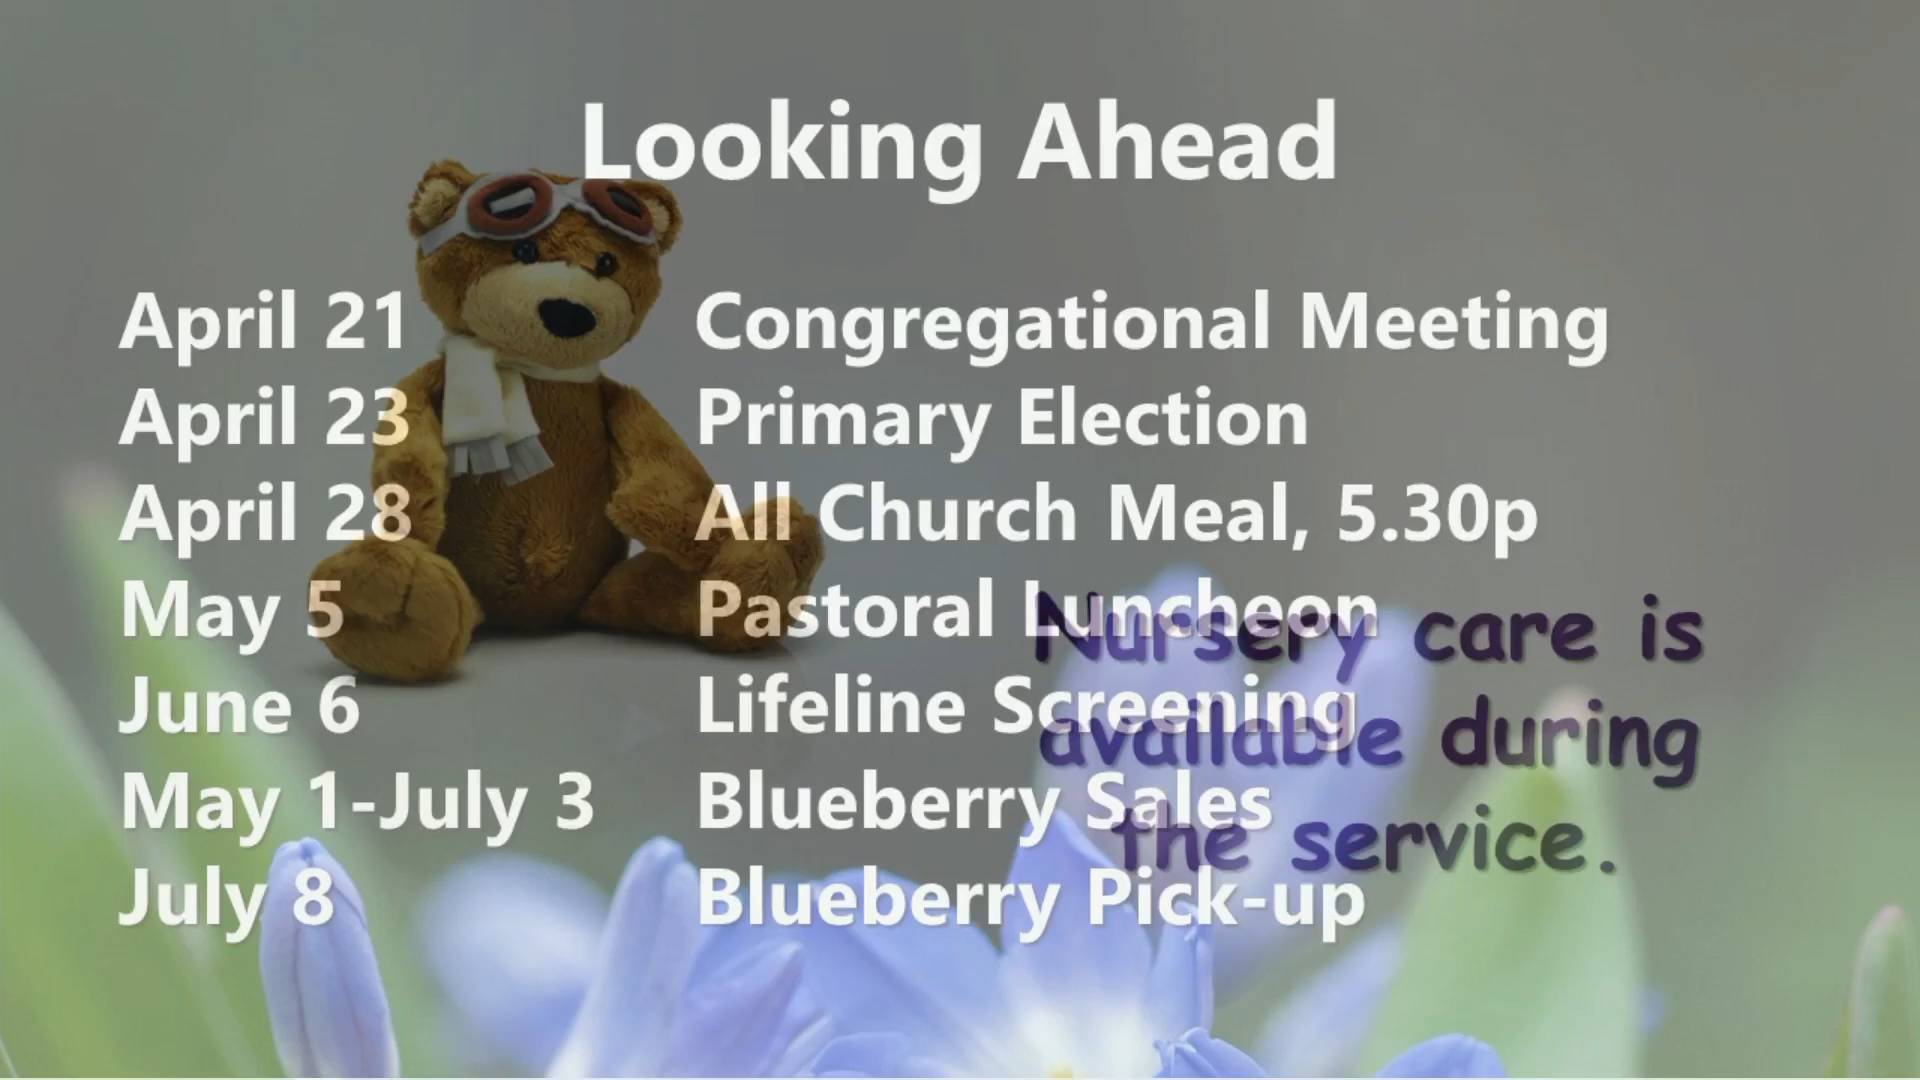 Looking Ahead
April 21 Congregational Meeting
April 23 Primary Election
April 28 All Church Meal, 5.30p
May 5 Pastoral Luncheon
June 6 Lifeline Screening
May 1-July 3 Blueberry Sales
July 8 Blueberry Pick-up
Nursery care is
available during
the service.